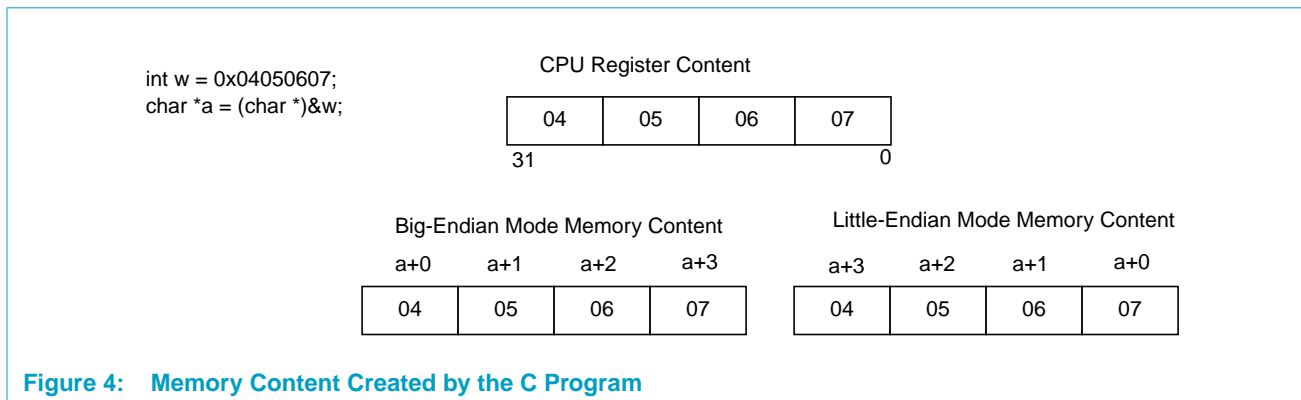 int w = 0x04050607;
char *a = (char *)&w;
CPU Register Content
04 05 06 07
31 0
Big-Endian Mode Memory Content
a+0 a+1 a+2 a+3
04 05 06 07
Little-Endian Mode Memory Content
a+3 a+2 a+1 a+0
04 05 06 07
Figure 4: Memory Content Created by the C Program